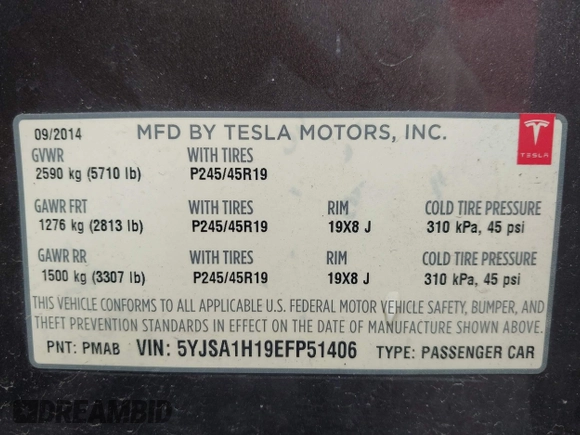 09/2014 MFD BY TESLA MOTORS, INC.
TESLA
GVWR WITH TIRES
2590 kg (5710 lb) P245/45R19
GAWR FRT WITH TIRES RIM COLD TIRE PRESSURE
1276 kg (2813 lb) P245/45R19 19X8 J 310 kPa, 45 psi
GAWR RR WITH TIRES RIM COLD TIRE PRESSURE
1500 kg (3307 lb) P245/45R19 19X8 J 310 kPa, 45 psi
THIS VEHICLE CONFORMS TO ALL APPLICABLE U.S. FEDERAL MOTOR VEHICLE SAFETY, BUMPER, AND
THEFT PREVENTION STANDARDS IN EFFECT ON THE DATE OF MANUFACTURE SHOWN ABOVE.
PNT: PMAB VIN: 5YJSA1H19EFP51406 TYPE: PASSENGER CAR
DREAMBID